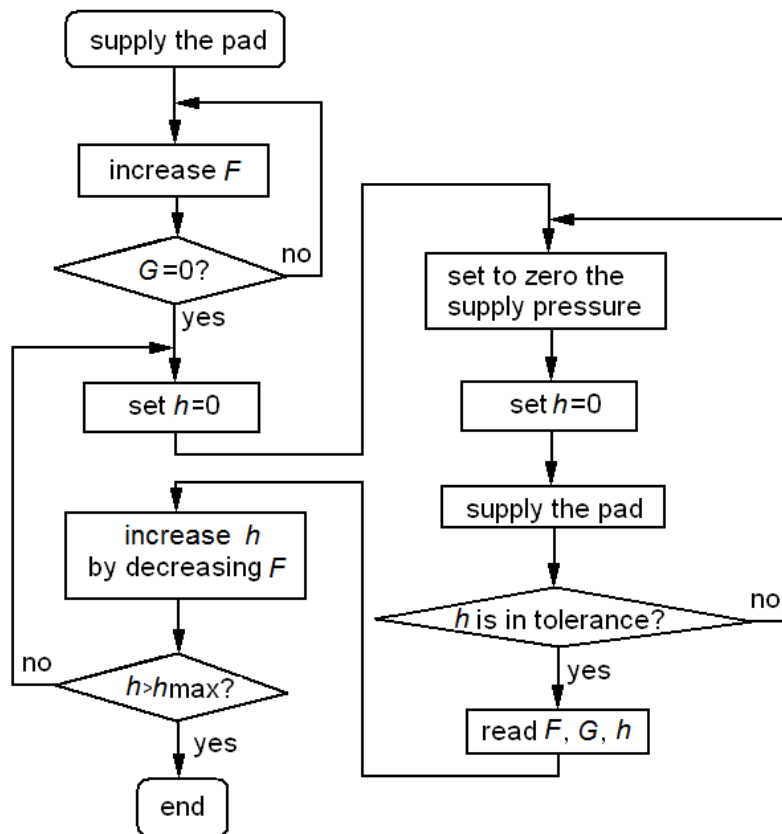 supply the pad
increase F
G=0?
no
yes
set h=0
increase h
by decreasing F
no
h>hmax?
yes
end
set to zero the
supply pressure
set h=0
supply the pad
h is in tolerance?
no
yes
read F, G, h